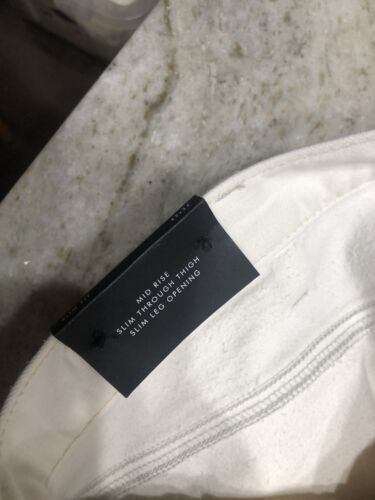 MID RISE
SLIM THROUGH THIGH
SLIM LEG OPENING